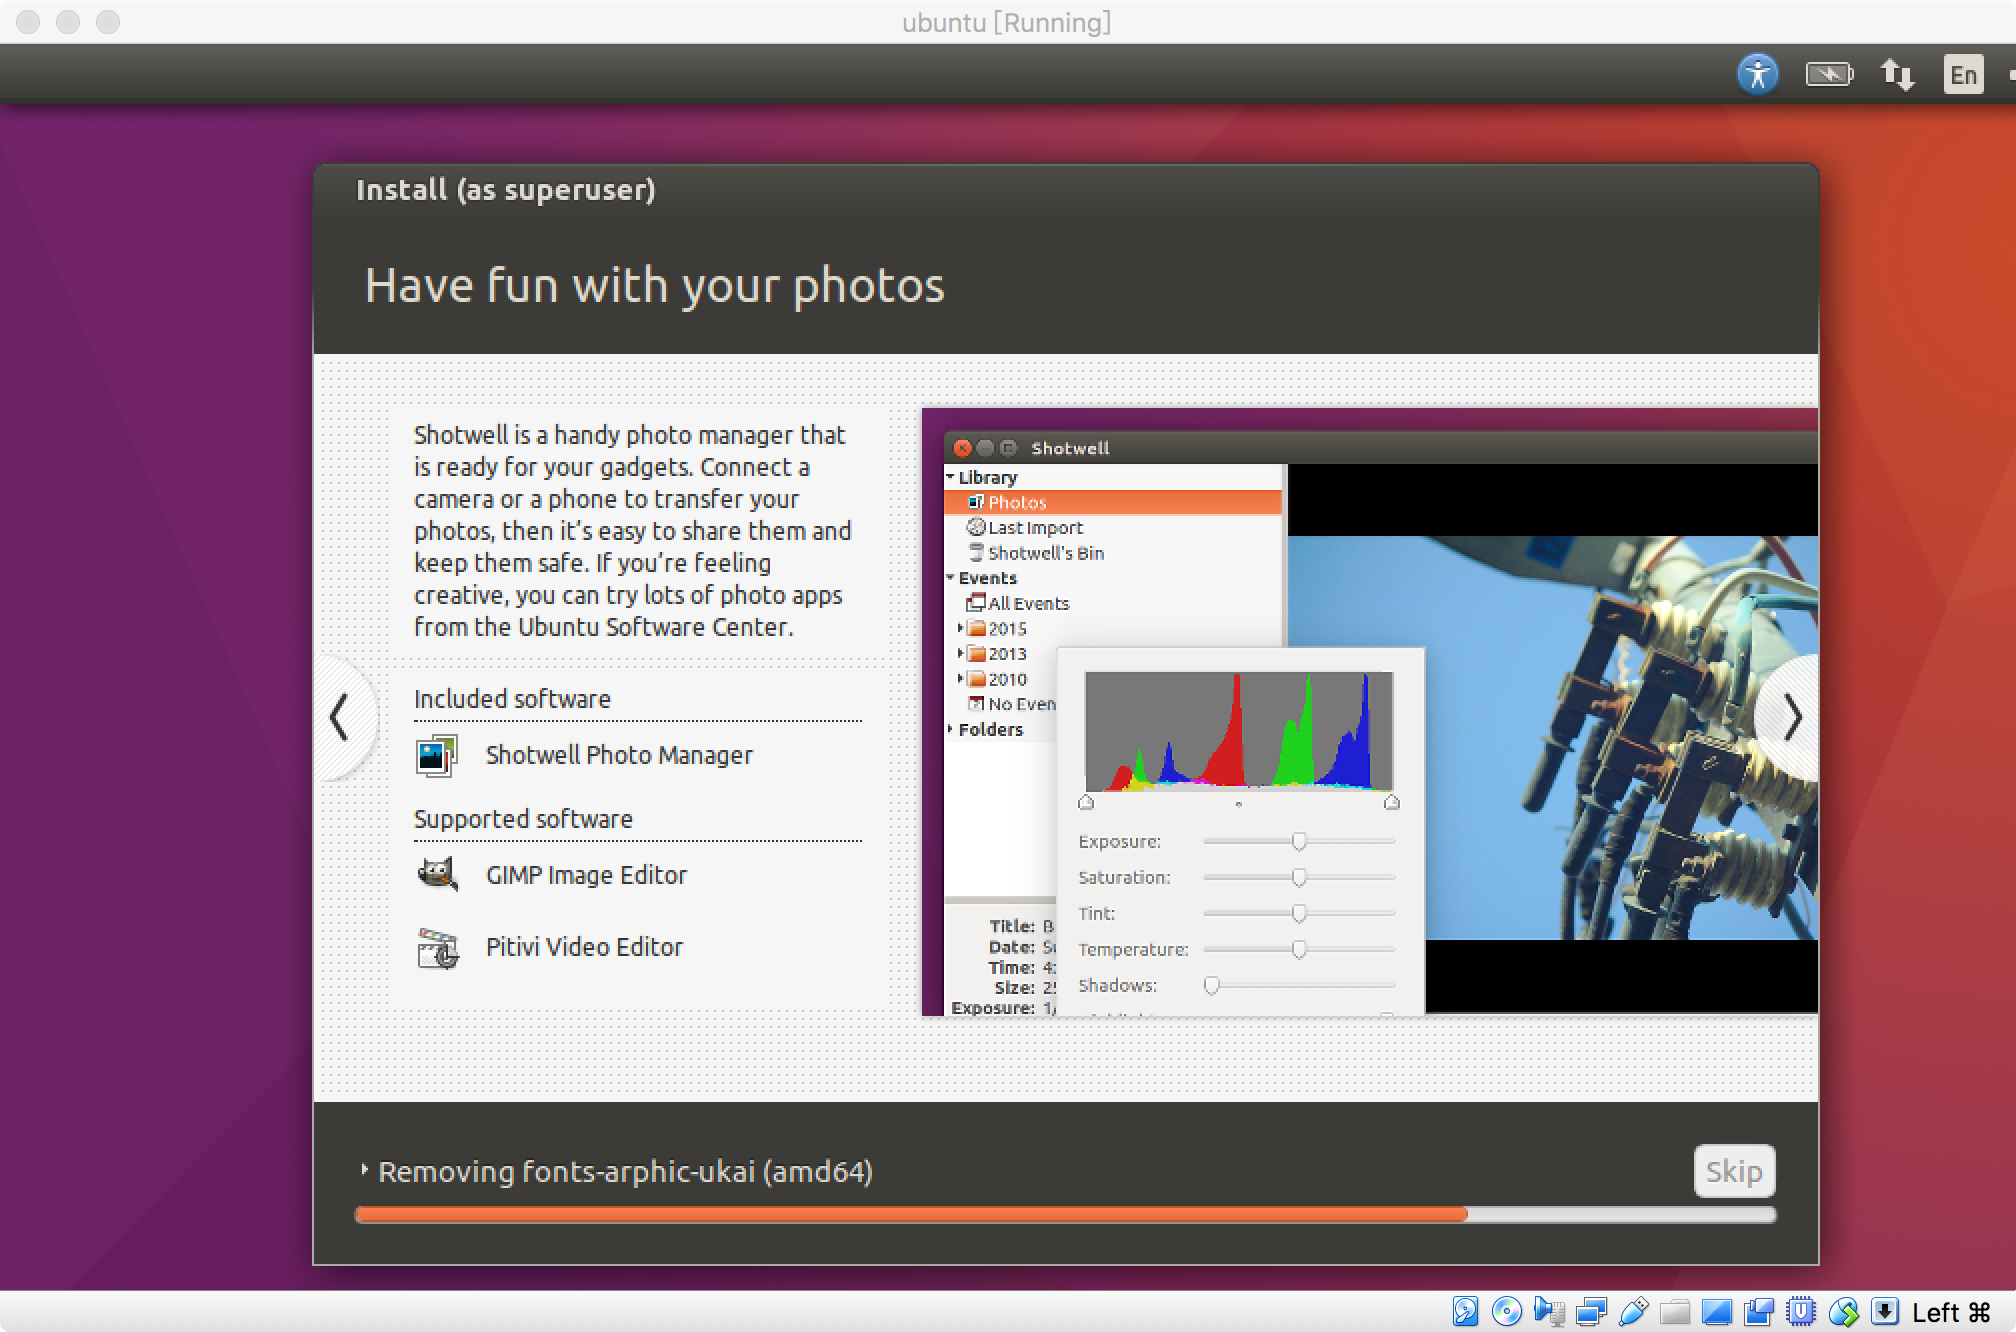 ubuntu [Running]
En
Install (as superuser)
Have fun with your photos
Shotwell is a handy photo manager that
is ready for your gadgets. Connect a
camera or a phone to transfer your
photos, then it’s easy to share them and
keep them safe. If you’re feeling
creative, you can try lots of photo apps
from the Ubuntu Software Center.
Included software
Shotwell Photo Manager
Supported software
GIMP Image Editor
Pitivi Video Editor
Shotwell
Library
Photos
Last Import
Shotwell's Bin
Events
All Events
2015
2013
2010
No Even
Folders
Exposure:
Saturation:
Tint:
Temperature:
Shadows:
Title: B
Date:
Time: 4:
Size:
Exposure: 1/
Removing fonts-arphic-ukai (amd64)
Skip
Left ⌘